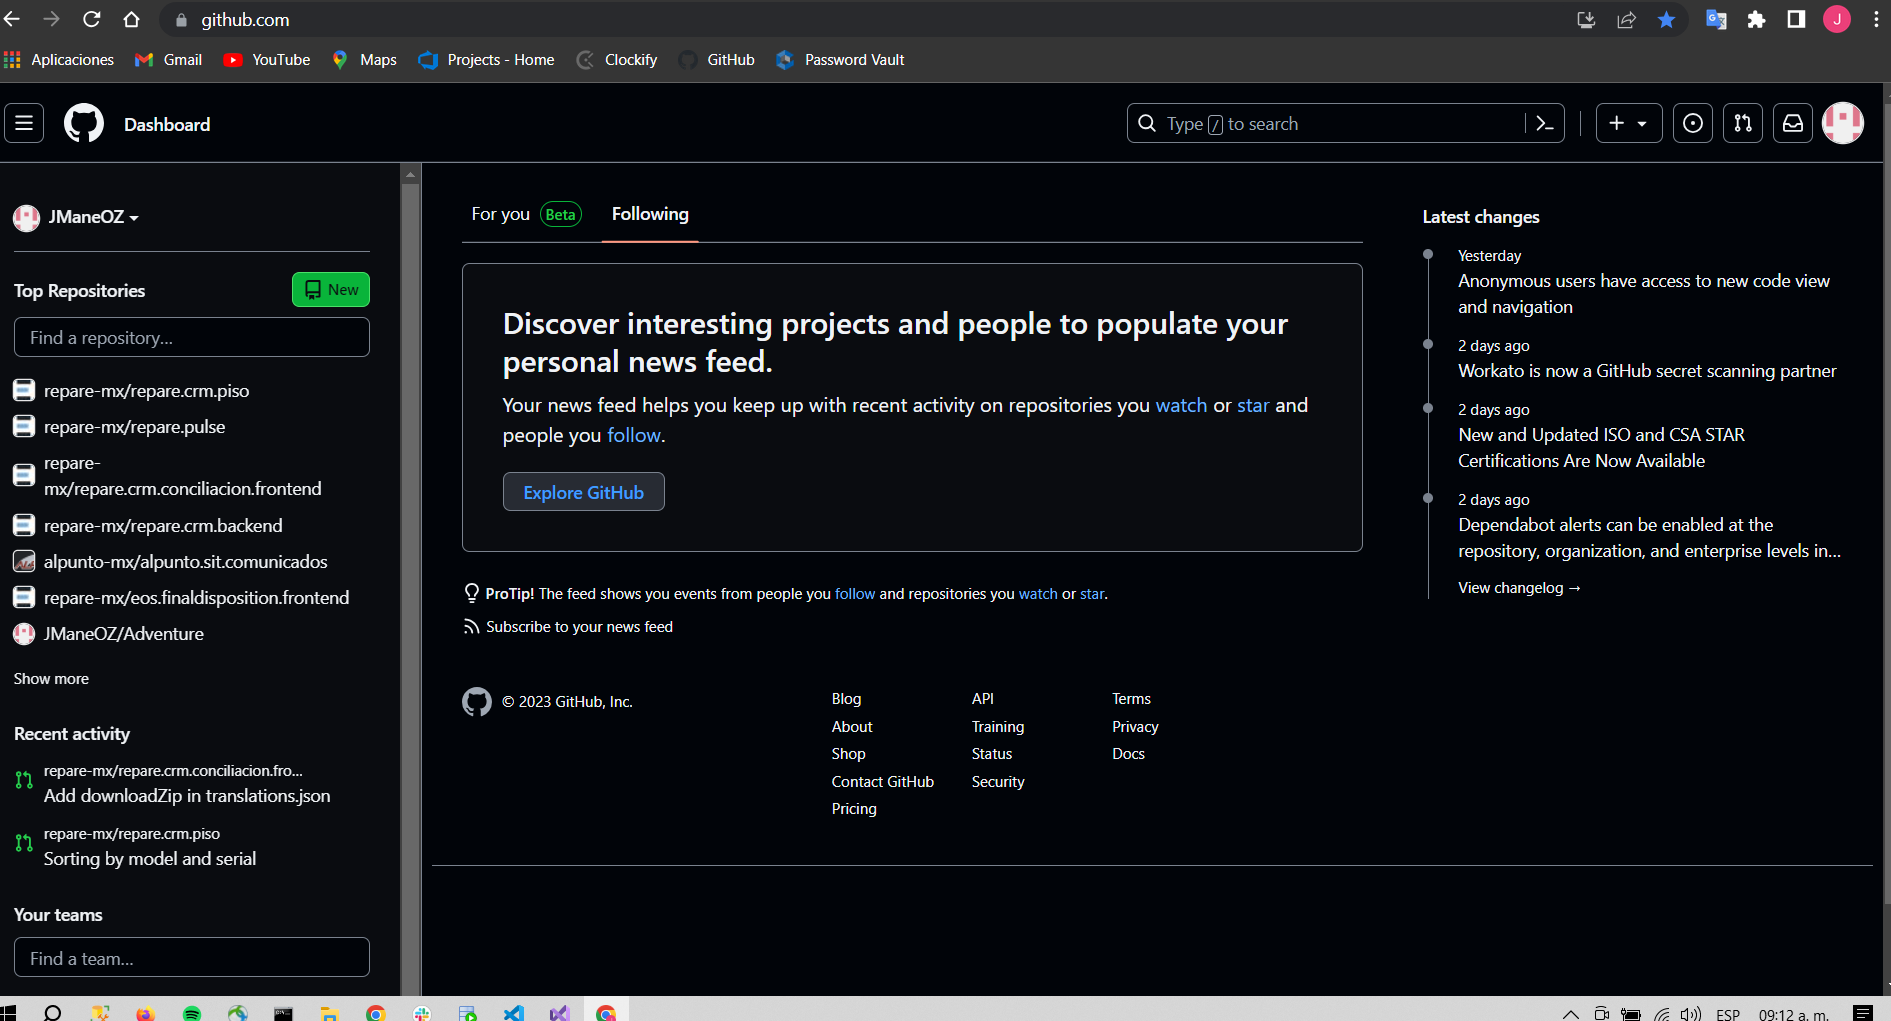 github.com
J
Aplicaciones
Gmail
YouTube
Maps
Projects - Home
Clockify
GitHub
Password Vault
Dashboard
Type / to search
JManeOZ
Top Repositories
New
Find a repository...
repare-mx/repare.crm.piso
repare-mx/repare.pulse
repare-
mx/repare.crm.conciliacion.frontend
repare-mx/repare.crm.backend
alpunto-mx/alpunto.sit.comunicados
repare-mx/eos.finaldisposition.frontend
JManeOZ/Adventure
Show more
Recent activity
repare-mx/repare.crm.conciliacion.fro...
Add downloadZip in translations.json
repare-mx/repare.crm.piso
Sorting by model and serial
Your teams
Find a team...
For you Beta
Following
Discover interesting projects and people to populate your
personal news feed.
Your news feed helps you keep up with recent activity on repositories you watch or star and
people you follow.
Explore GitHub
ProTip! The feed shows you events from people you follow and repositories you watch or star.
Subscribe to your news feed
© 2023 GitHub, Inc.
Blog
About
Shop
Contact GitHub
Pricing
API
Training
Status
Security
Terms
Privacy
Docs
Latest changes
Yesterday
Anonymous users have access to new code view
and navigation
2 days ago
Workato is now a GitHub secret scanning partner
2 days ago
New and Updated ISO and CSA STAR
Certifications Are Now Available
2 days ago
Dependabot alerts can be enabled at the
repository, organization, and enterprise levels in...
View changelog →
ESP
09:12 a. m.